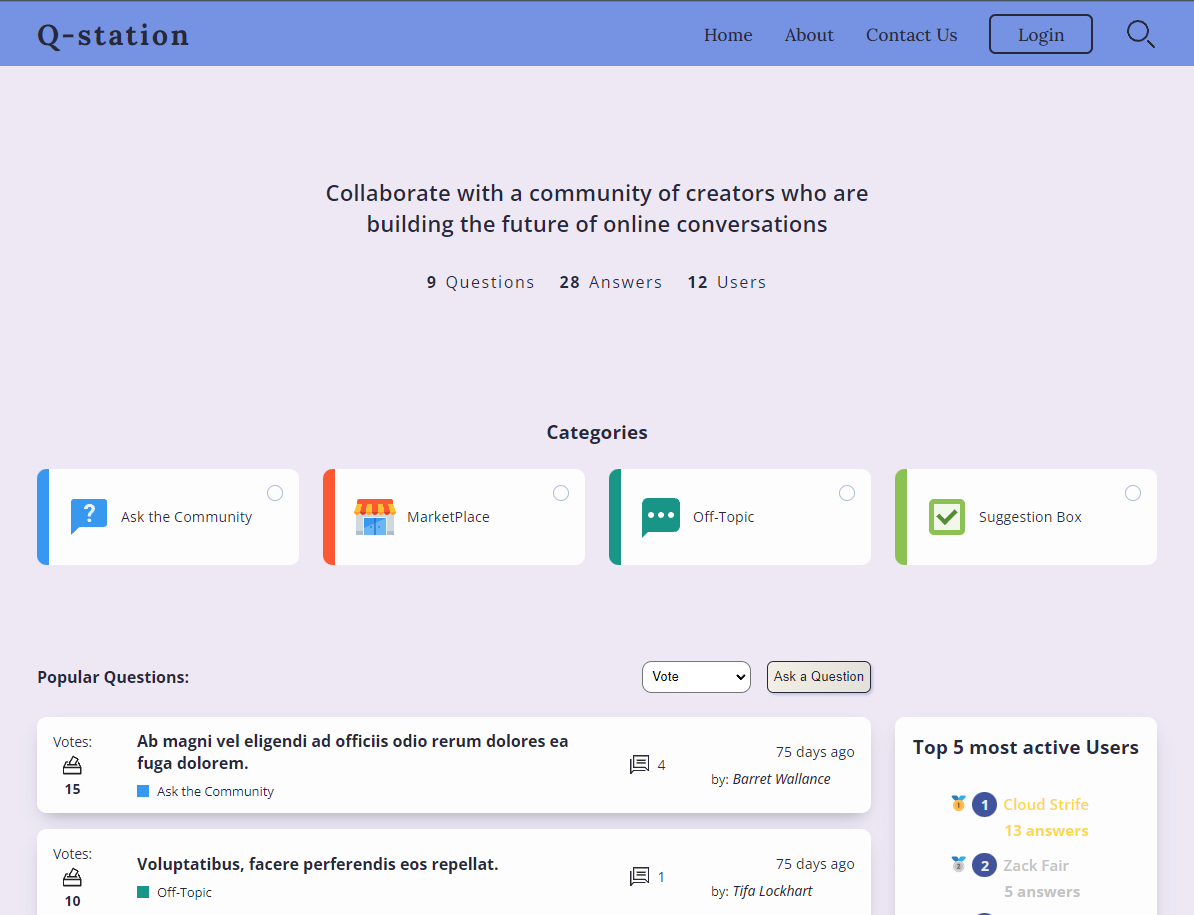 Q-station
Home About Contact Us Login
Collaborate with a community of creators who are
building the future of online conversations
9 Questions 28 Answers 12 Users
Categories
? Ask the Community
MarketPlace
Off-Topic
Suggestion Box
Popular Questions:
Vote
Ask a Question
Votes:
15
Ab magni vel eligendi ad officiis odio rerum dolores ea
fuga dolorem.
Ask the Community
4
75 days ago
by: Barret Wallance
Votes:
10
Voluptatibus, facere perferendis eos repellat.
Off-Topic
1
75 days ago
by: Tifa Lockhart
Top 5 most active Users
1 1 Cloud Strife
13 answers
2 2 Zack Fair
5 answers